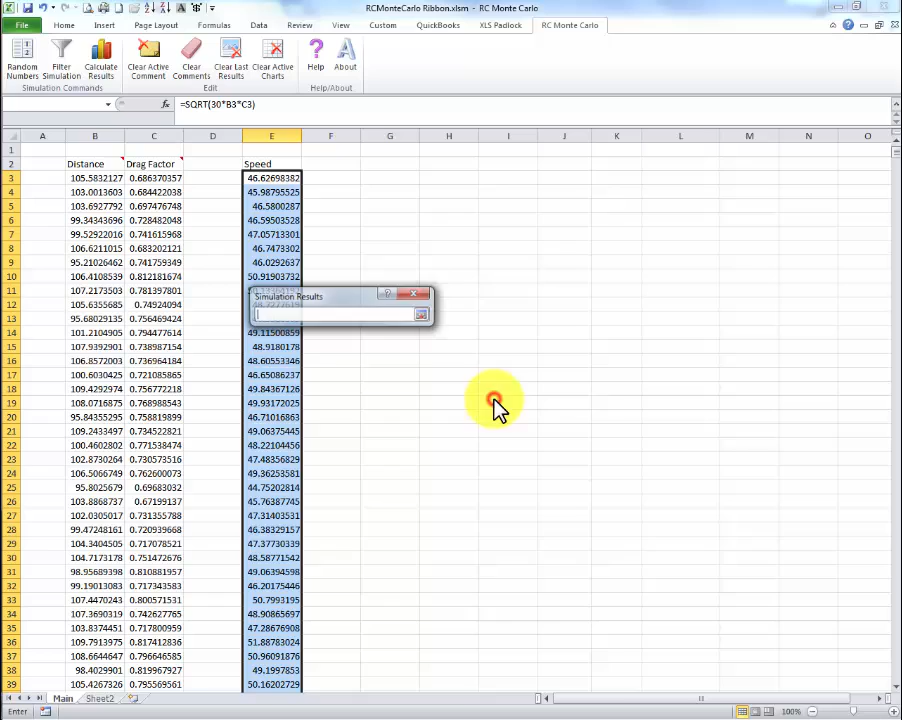 RCMonteCarlo Ribbon.xlsm - RC Monte Carlo
File Home Insert Page Layout Formulas Data Review View Custom QuickBooks XLS Padlock RC Monte Carlo
Random Numbers Filter Simulation Calculate Results Clear Active Comment Clear Comments Clear Last Results Clear Active Charts Help About
Simulation Commands Edit Help/About
fx =SQRT(30*B3*C3)
A B C D E F G H I J K L M N O
1
2 Distance Drag Factor Speed
3 105.5832127 0.686370357 46.62698382
4 103.0013603 0.684422038 45.98795525
5 103.6927792 0.697476748 46.5800287
6 99.34343696 0.728482048 46.59503528
7 99.52922016 0.741615968 47.05713301
8 106.6211015 0.683202121 46.7473302
9 95.21026462 0.741759349 46.0292637
10 106.4108539 0.812181674 50.91903732
11 107.2173503 0.781397801
12 105.6355685 0.74924094
13 95.68029135 0.756469424
14 101.2104905 0.794477614 49.11500859
15 107.9392901 0.738987154 48.9180178
16 106.8572003 0.736964184 48.60553346
17 100.6030425 0.721085865 46.65086237
18 109.4292974 0.756772218 49.84367126
19 108.0716875 0.768988543 49.93172025
20 95.84355295 0.758819899 46.71016863
21 109.2433497 0.734522228 49.06375445
22 100.4602802 0.771538474 48.22104456
23 102.8730264 0.730573516 47.48356829
24 106.5066749 0.762600073 49.36253581
25 95.8025679 0.69683032 44.75202814
26 103.8868737 0.67199137 45.76387745
27 102.0305017 0.731355788 47.31403531
28 99.47248161 0.720939668 46.38329157
29 104.3404505 0.717078521 47.37730339
30 104.7173178 0.751472676 48.58771542
31 98.95689398 0.810881957 49.06394598
32 99.19013083 0.717343583 46.20175446
33 107.4470243 0.800571531 50.7993195
34 107.3690319 0.742627765 48.90865697
35 103.8374451 0.717800959 47.28676908
36 109.7913975 0.817412836 51.88783024
37 108.6644647 0.796646585 50.96091876
38 98.4029901 0.819967927 49.1997853
39 105.4267326 0.795569561 50.16202729
Simulation Results
Main Sheet2
Enter 100%